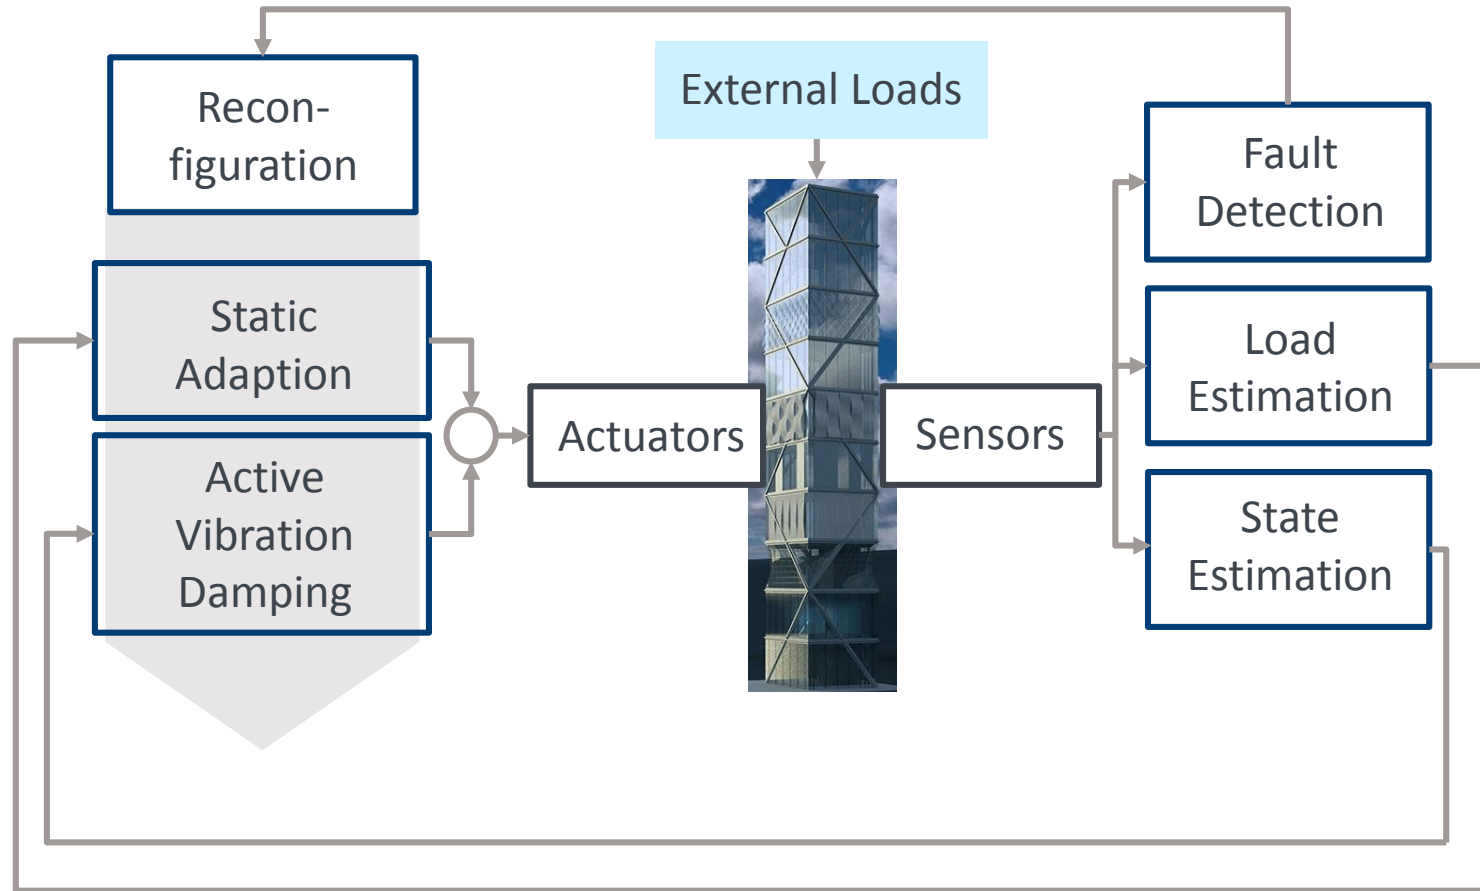 Recon-
figuration
External Loads
Fault
Detection
Static
Adaption
Load
Estimation
Actuators
Sensors
Active
Vibration
Damping
State
Estimation